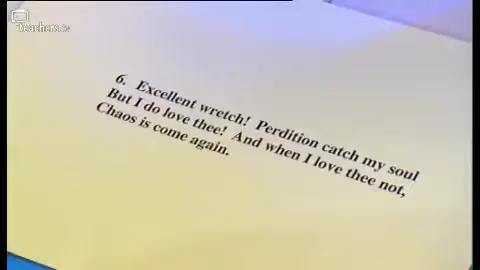 Teachers.tv
6. Excellent wretch! Perdition catch my soul
But I do love thee! And when I love thee not,
Chaos is come again.